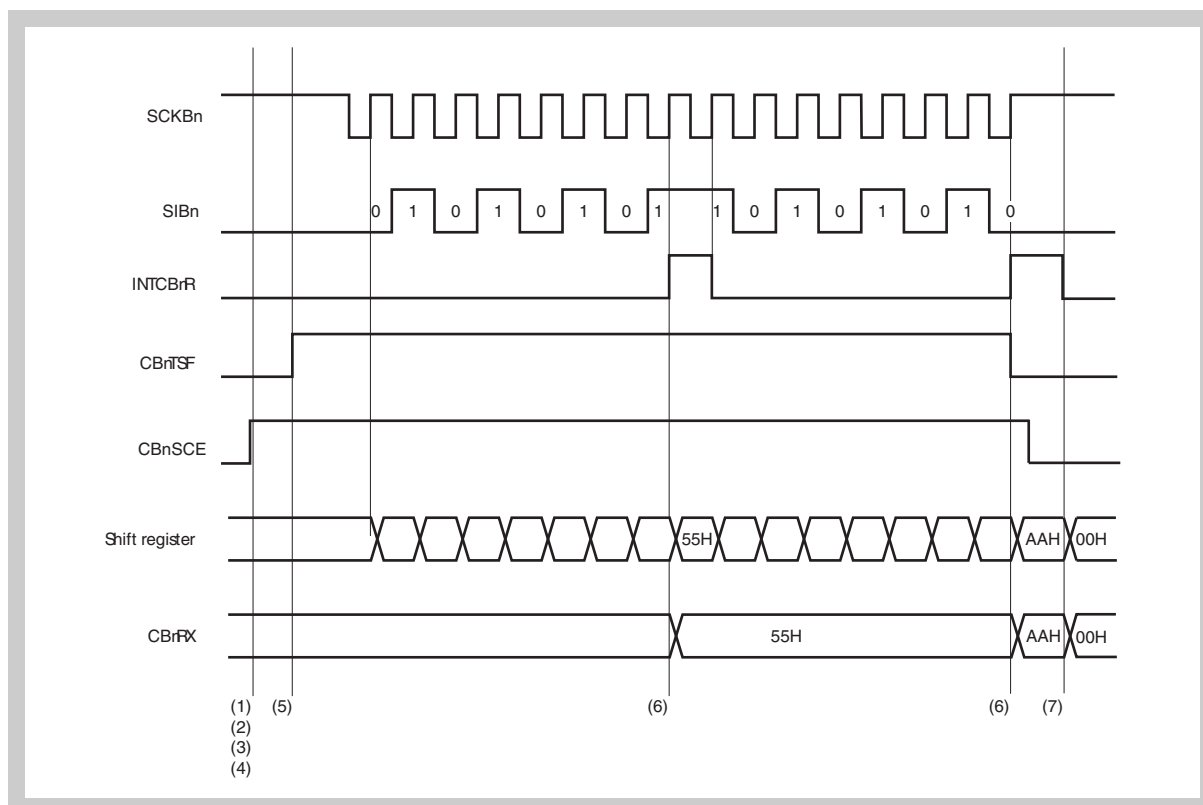 SCKBn
SIBn
0 1 0 1 0 1 0 1 1 0 1 0 1 0 1 0
INTCBnR
CBnTSF
CBnSCE
Shift register
55H AAH 00H
CBnRX
55H AAH 00H
(1) (5) (6) (6) (7)
(2)
(3)
(4)